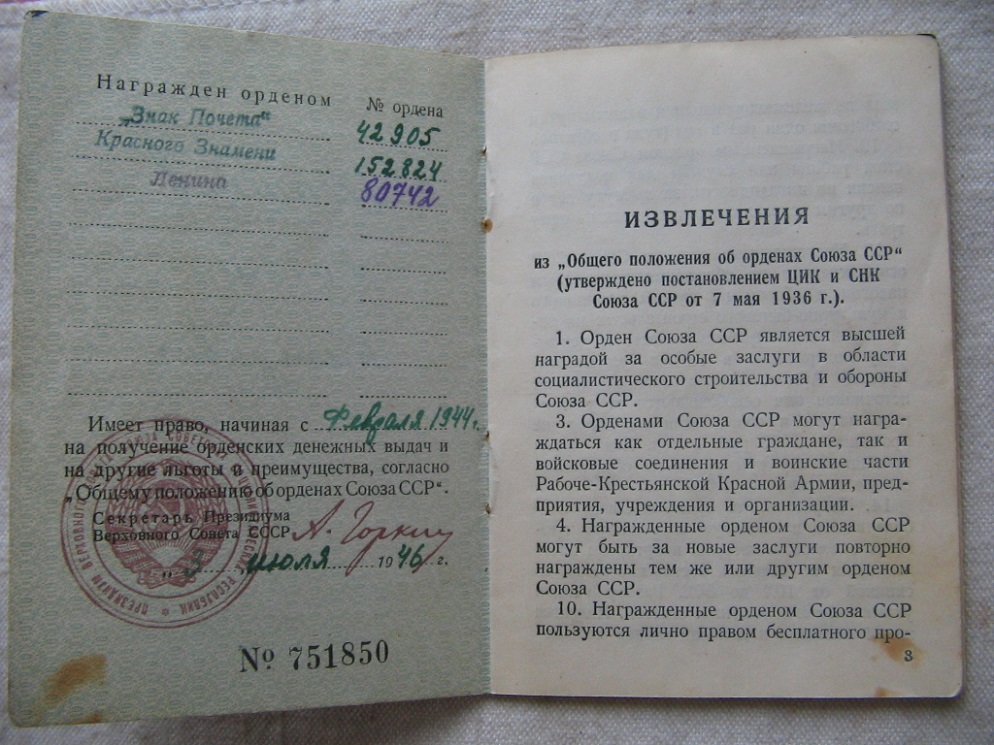 Награжден орденом
№ ордена
„Знак Почета“
42905
Красного Знамени
152824
Ленина
80742
Имеет право, начиная с Февраля 1944 г.
на получение орденских денежных выдач и
на другие льготы и преимущества, согласно
„Общему положению об орденах Союза ССР“.
Секретарь Президиума
Верховного Совета СССР А. Горкин
„3 июля 1946 г.
№ 751850
ИЗВЛЕЧЕНИЯ
из „Общего положения об орденах Союза ССР“
(утверждено постановлением ЦИК и СНК
Союза ССР от 7 мая 1936 г.).
1. Орден Союза ССР является высшей
наградой за особые заслуги в области
социалистического строительства и обороны
Союза ССР.
3. Орденами Союза ССР могут награ-
ждаться как отдельные граждане, так и
войсковые соединения и воинские части
Рабоче-Крестьянской Красной Армии, пред-
приятия, учреждения и организации.
4. Награжденные орденом Союза ССР
могут быть за новые заслуги повторно
награждены тем же или другим орденом
Союза ССР.
10. Награжденные орденом Союза ССР
пользуются лично правом бесплатного про-
3